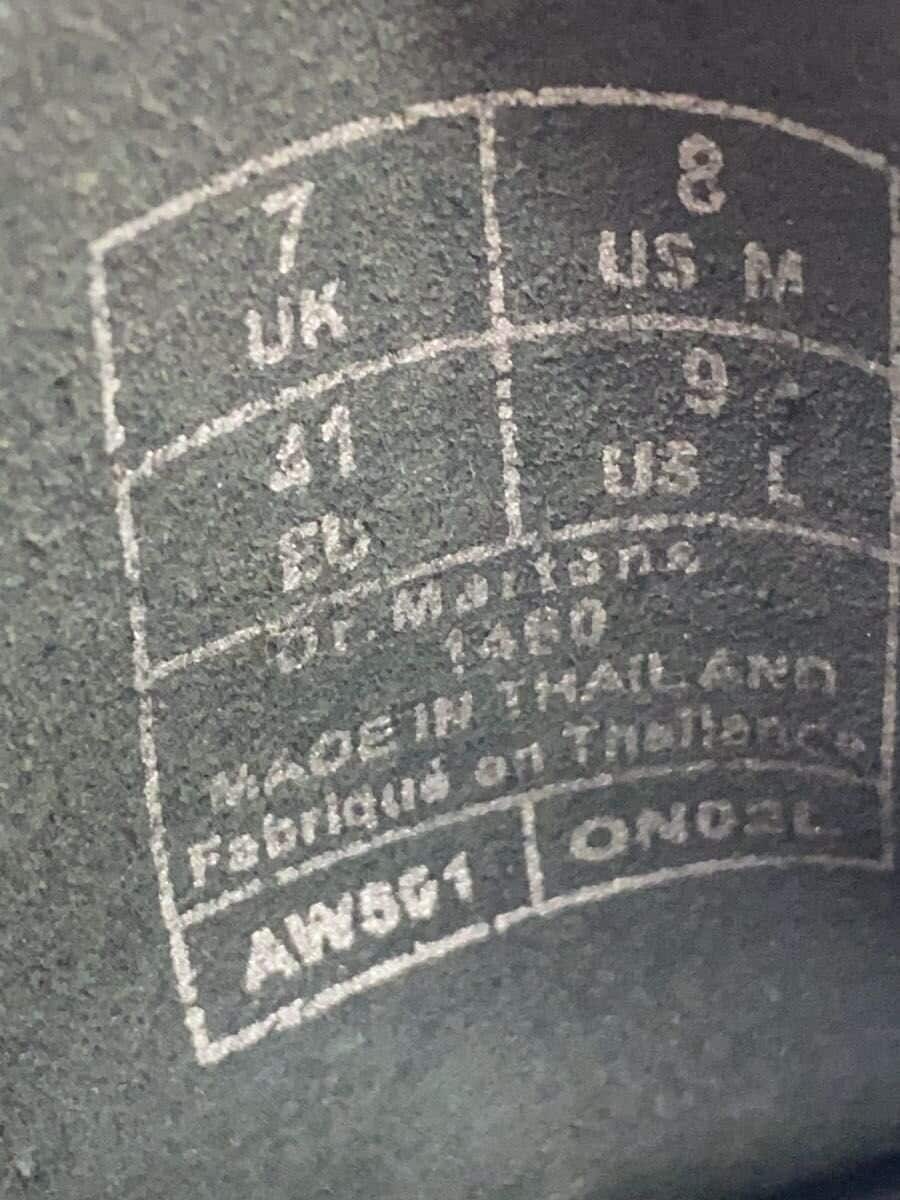 7
UK
8
US M
41
EU
9
US L
Dr. Martens
1460
MADE IN THAILAND
Fabriqué en Thaïlande
AW501
ON02L